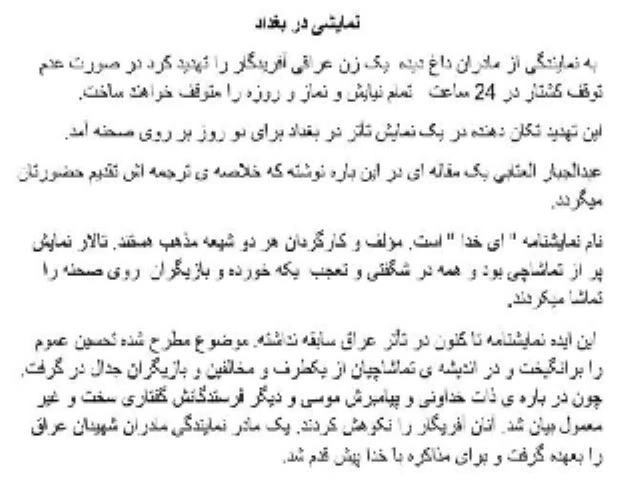 نمایشی در بغداد
به نمایندگی از مادران داغ دیده یک زن عراقی آفریدگار را تهدید کرد در صورت عدم
توقف کشتار در 24 ساعت تمام نیایش و نماز و روزه را متوقف خواهند ساخت.
این تهدید تکان دهنده در یک نمایش تأتر در بغداد برای دو روز بر روی صحنه آمد.
عبدالجبار العتابی یک مقاله ای در این باره نوشته که خلاصه ی ترجمه اش تقدیم حضورتان
میگردد.
نام نمایشنامه " ای خدا " است. مؤلف و کارگردان هر دو شیعه مذهب هستند. تالار نمایش
پر از تماشاچی بود و همه در شگفتی و تعجب یکه خورده و بازیگران روی صحنه را
تماشا میکردند.
این ایده نمایشنامه تا کنون در تأتر عراق سابقه نداشته. موضوع مطرح شده تحسین عموم
را برانگیخت و در اندیشه ی تماشاچیان از یکطرف و مخالفین و بازیگران جدال در گرفت.
چون در باره ی ذات خداونی و پیامبرش موسی و دیگر فرستدگانش گفتاری سخت و غیر
معمول بیان شد. آنان آفریگار را نکوهش کردند. یک مادر نمایندگی مادران شهیدان عراق
را بعهده گرفت و برای مذاکره با خدا پیش قدم شد.